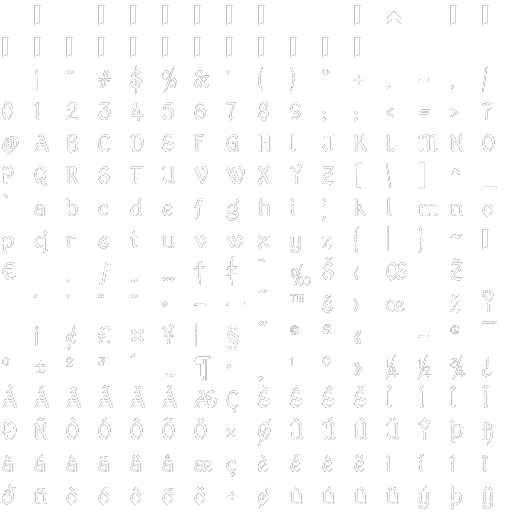 ! " # $ % & ' ( ) * + , - . /
0 1 2 3 4 5 6 7 8 9 : ; < = > ?
@ A B C D E F G H I J K L M N O
P Q R S T U V W X Y Z [ \ ] ^ _
` a b c d e f g h i j k l m n o
p q r s t u v w x y z { | } ~
€ ‚ ƒ „ … † ‡ ˆ ‰ Š ‹ Œ Ž
‘ ’ “ ” • – — ˜ ™ š › œ ž Ÿ
¡ ¢ £ ¤ ¥ ¦ § ¨ © ª « ¬ - ® ¯
° ± ² ³ ´ µ ¶ · ¸ ¹ º » ¼ ½ ¾ ¿
À Á Â Ã Ä Å Æ Ç È É Ê Ë Ì Í Î Ï
Ð Ñ Ò Ó Ô Õ Ö × Ø Ù Ú Û Ü Ý Þ ß
à á â ã ä å æ ç è é ê ë ì í î ï
ð ñ ò ó ô õ ö ÷ ø ù ú û ü ý þ ÿ